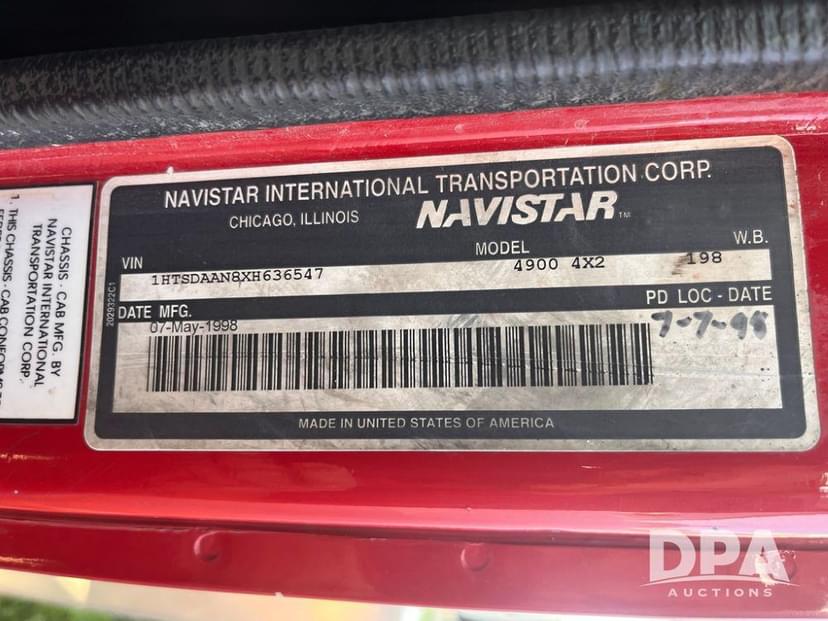 NAVISTAR INTERNATIONAL TRANSPORTATION CORP.
CHICAGO, ILLINOIS NAVISTAR™
VIN MODEL W.B.
1HTSDAAN8XH636547 4900 4X2 198
DATE MFG. PD LOC - DATE
07-May-1998 7-7-98
MADE IN UNITED STATES OF AMERICA
2029322C1
CHASSIS - CAB MFG. BY
NAVISTAR INTERNATIONAL
TRANSPORTATION CORP.
1. THIS CHASSIS - CAB CONFORMS
DPA
AUCTIONS